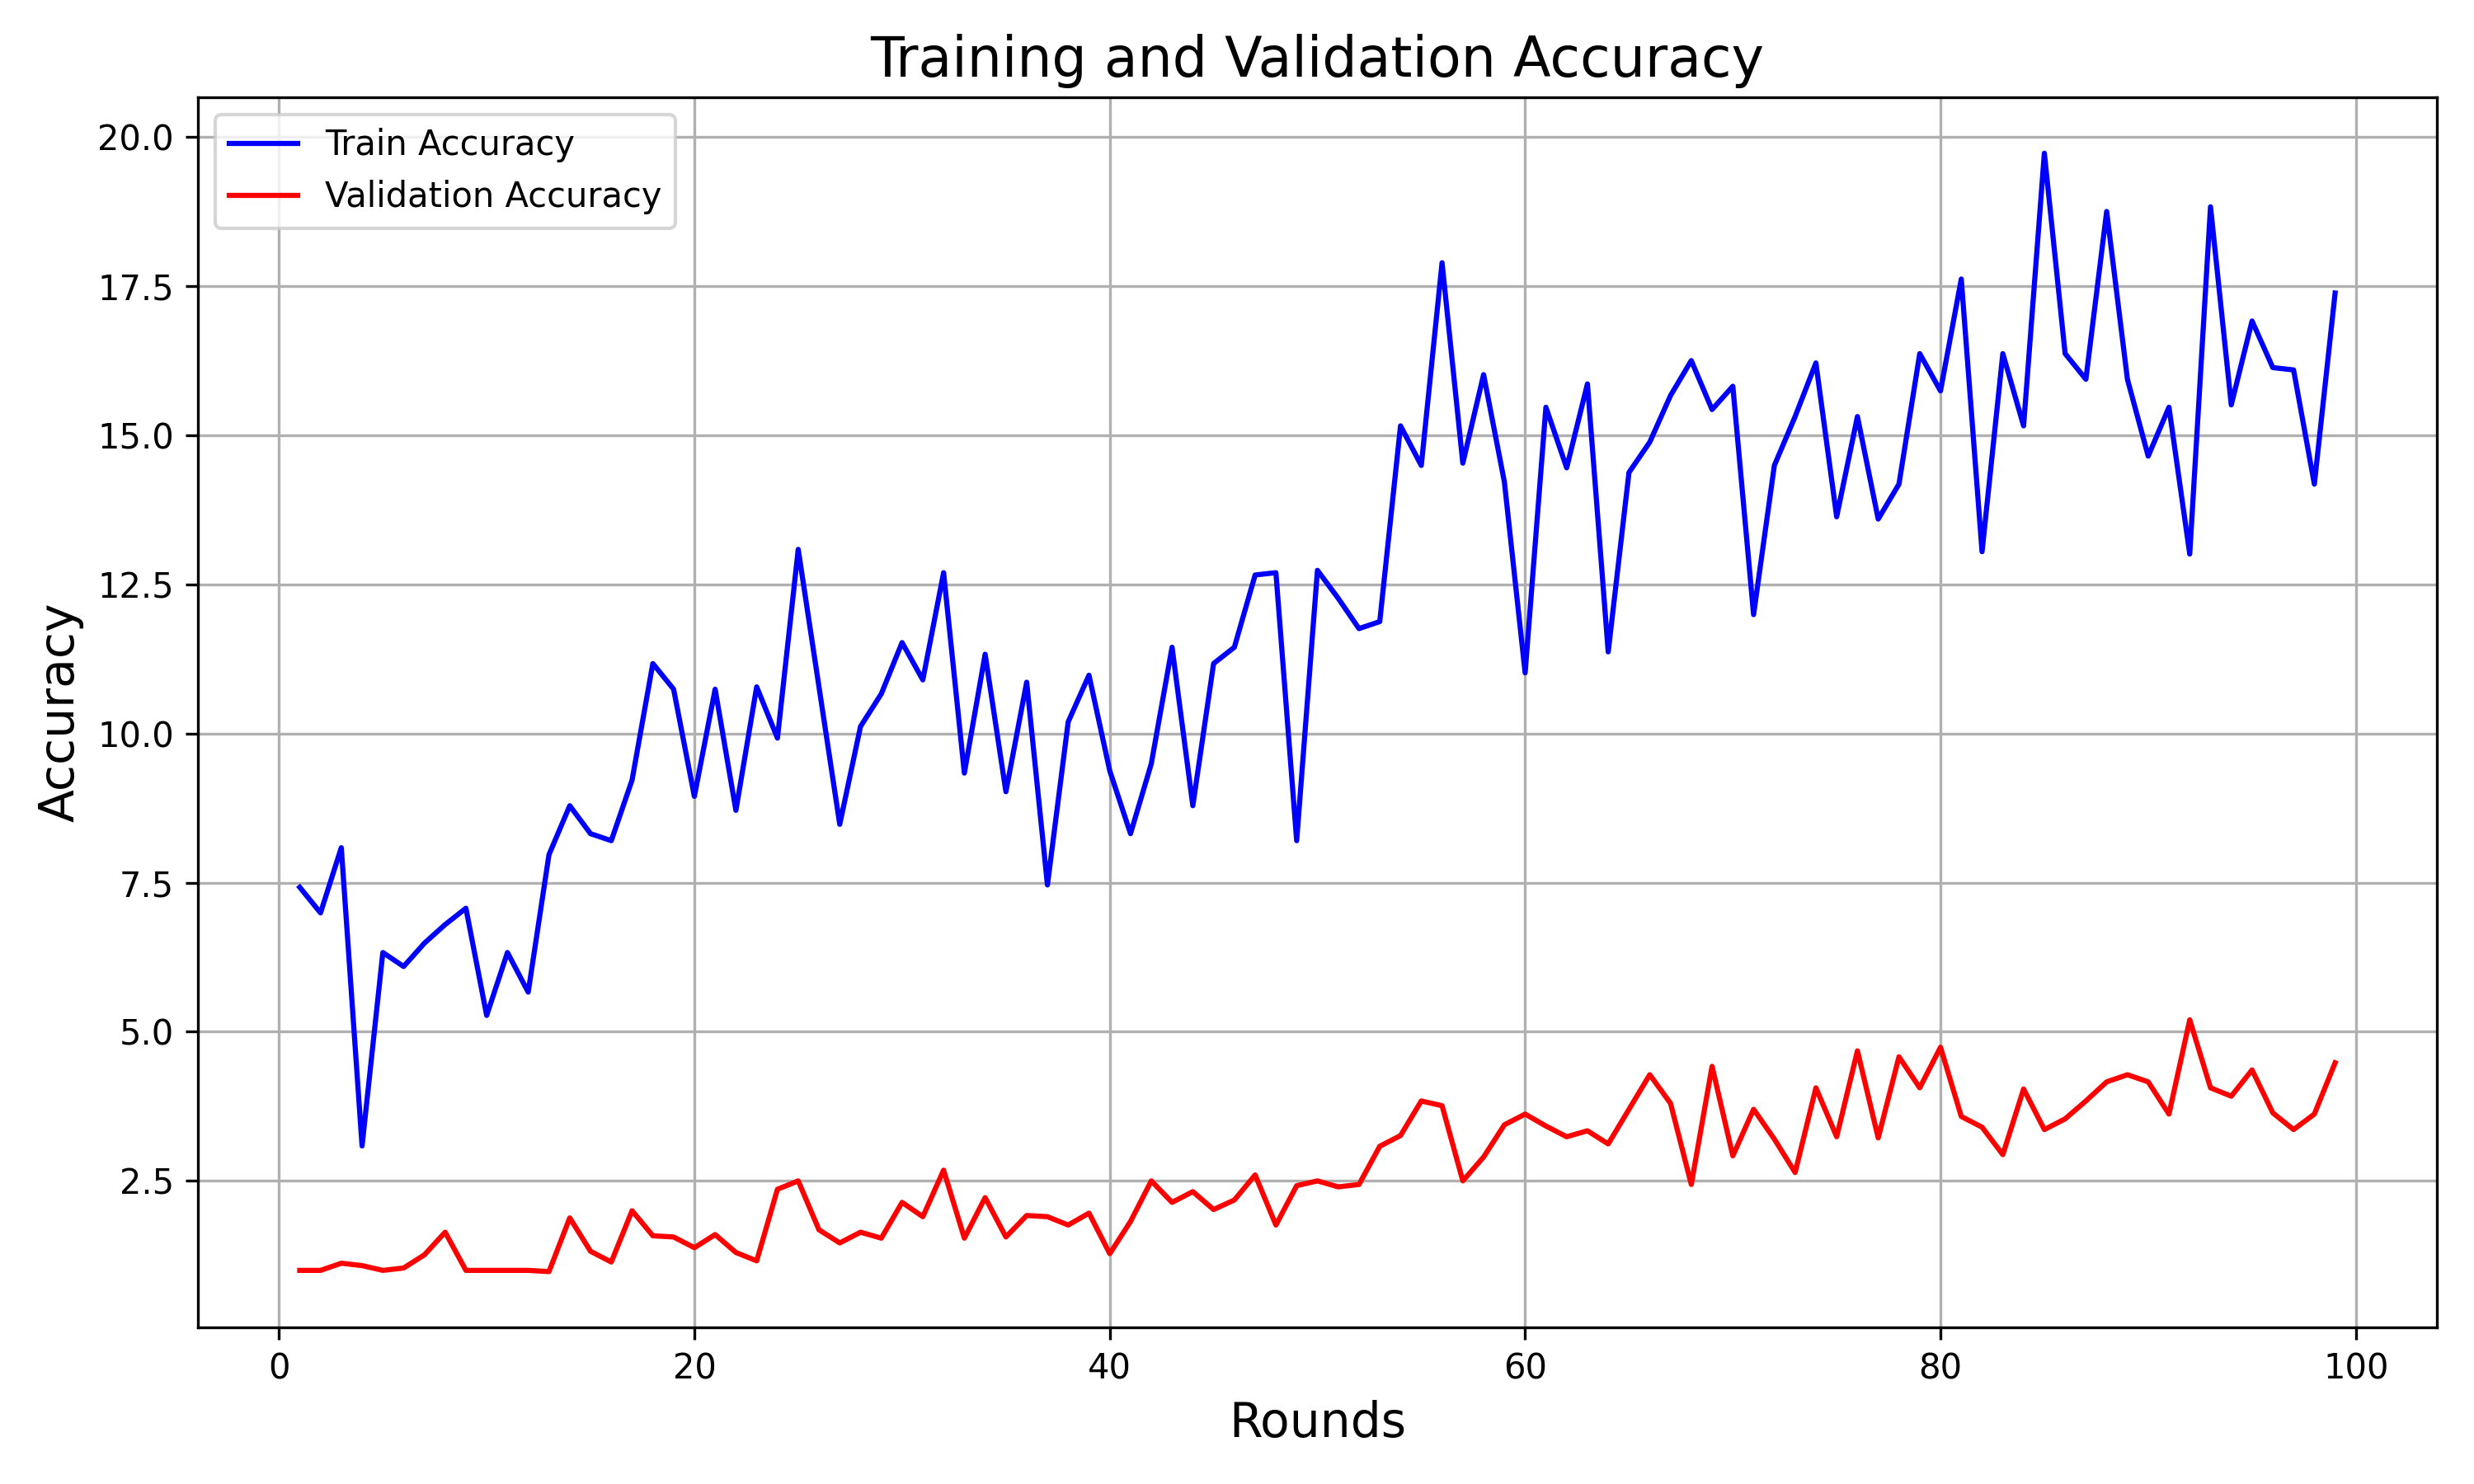 Training and Validation Accuracy
Train Accuracy
Validation Accuracy
Accuracy
20.0
17.5
15.0
12.5
10.0
7.5
5.0
2.5
0 20 40 60 80 100
Rounds